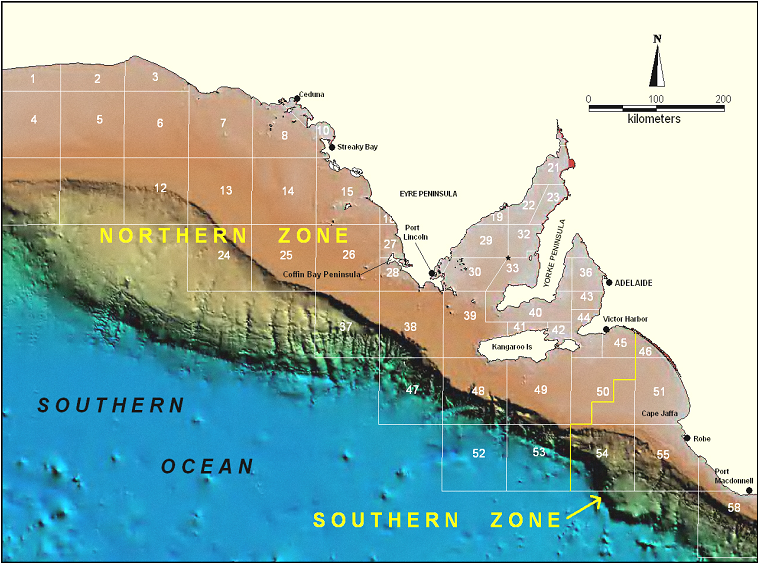 N
0 100 200
kilometers
1 2 3
Ceduna
4 5 6 7 8 10
Streaky Bay
21
12 13 14 15
EYRE PENINSULA
22 23
18 19
Port
Lincoln
32
NORTHERN ZONE
27 29
YORKE PENINSULA
24 25 26
28 30 33 36
Coffin Bay Peninsula
ADELAIDE
43
39 40 44
37 38
41 42
Victor Harbor
Kangaroo Is
45 46
47 48 49 50 51
SOUTHERN
Cape Jaffa
Robe
52 53 54 55
OCEAN
Port
Macdonnell
58
SOUTHERN ZONE